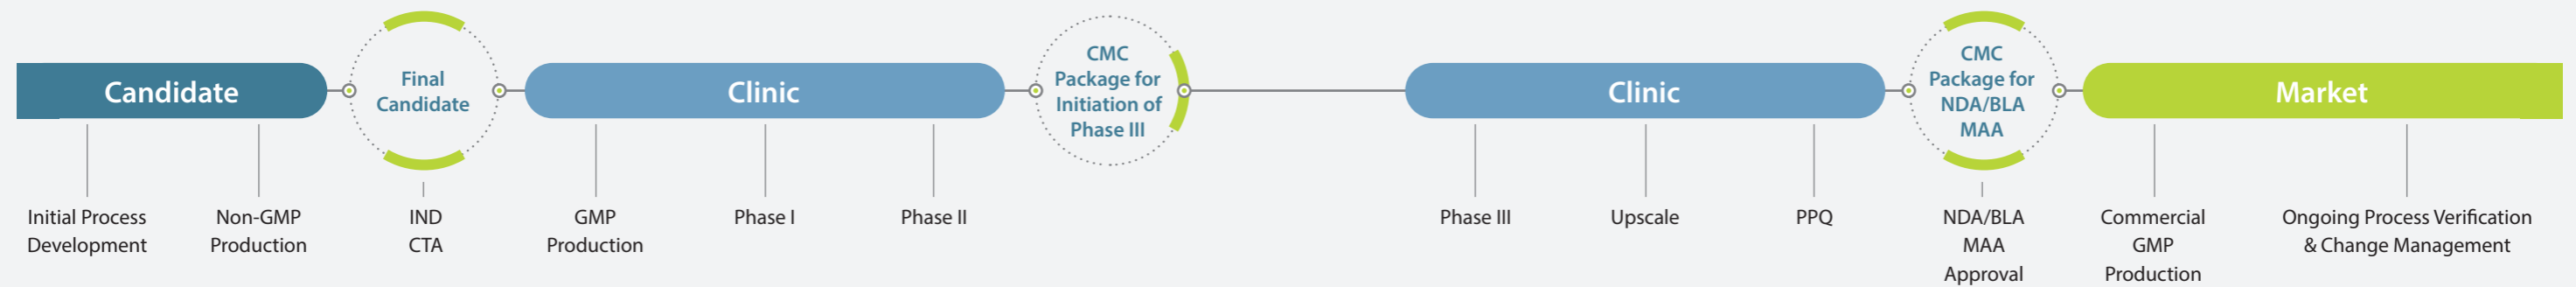 Candidate
Final
Candidate
Clinic
CMC
Package for
Initiation of
Phase III
Clinic
CMC
Package for
NDA/BLA
MAA
Market
Initial Process
Development
Non-GMP
Production
IND
CTA
GMP
Production
Phase I
Phase II
Phase III
Upscale
PPQ
NDA/BLA
MAA
Approval
Commercial
GMP
Production
Ongoing Process Verification
& Change Management